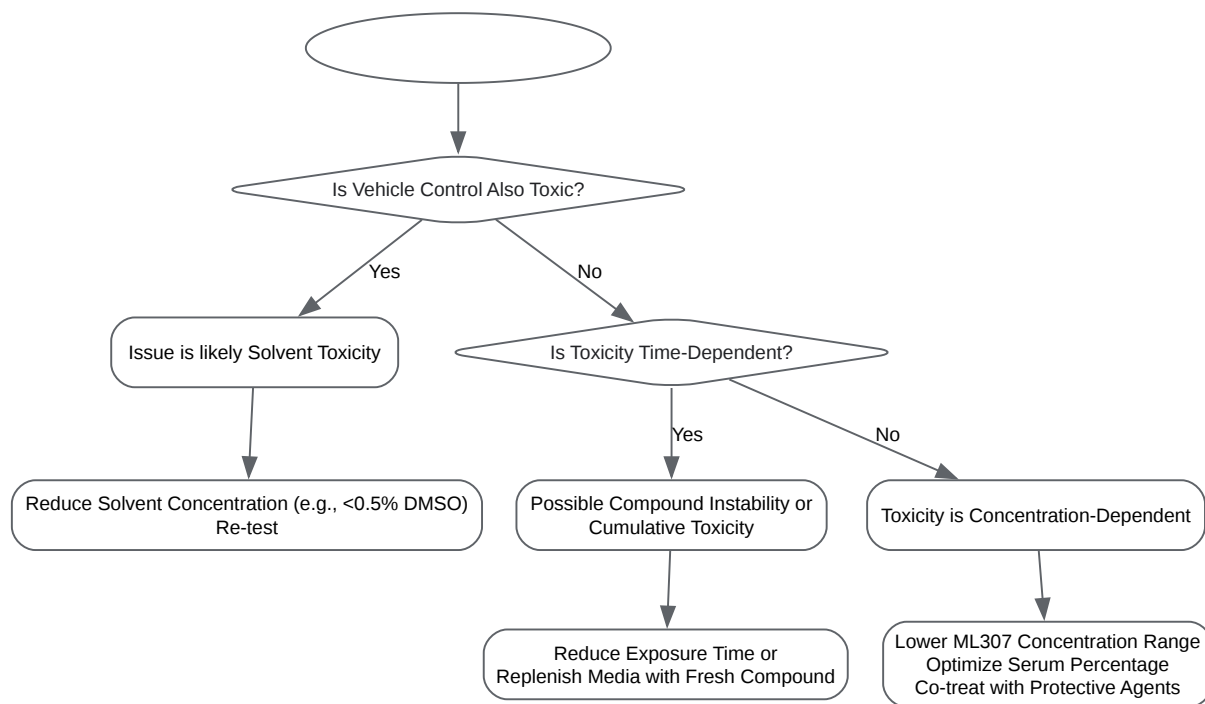 Is Vehicle Control Also Toxic?
Yes
No
Issue is likely Solvent Toxicity
Is Toxicity Time-Dependent?
Yes
No
Reduce Solvent Concentration (e.g., <0.5% DMSO)
Re-test
Possible Compound Instability or
Cumulative Toxicity
Toxicity is Concentration-Dependent
Reduce Exposure Time or
Replenish Media with Fresh Compound
Lower ML307 Concentration Range
Optimize Serum Percentage
Co-treat with Protective Agents